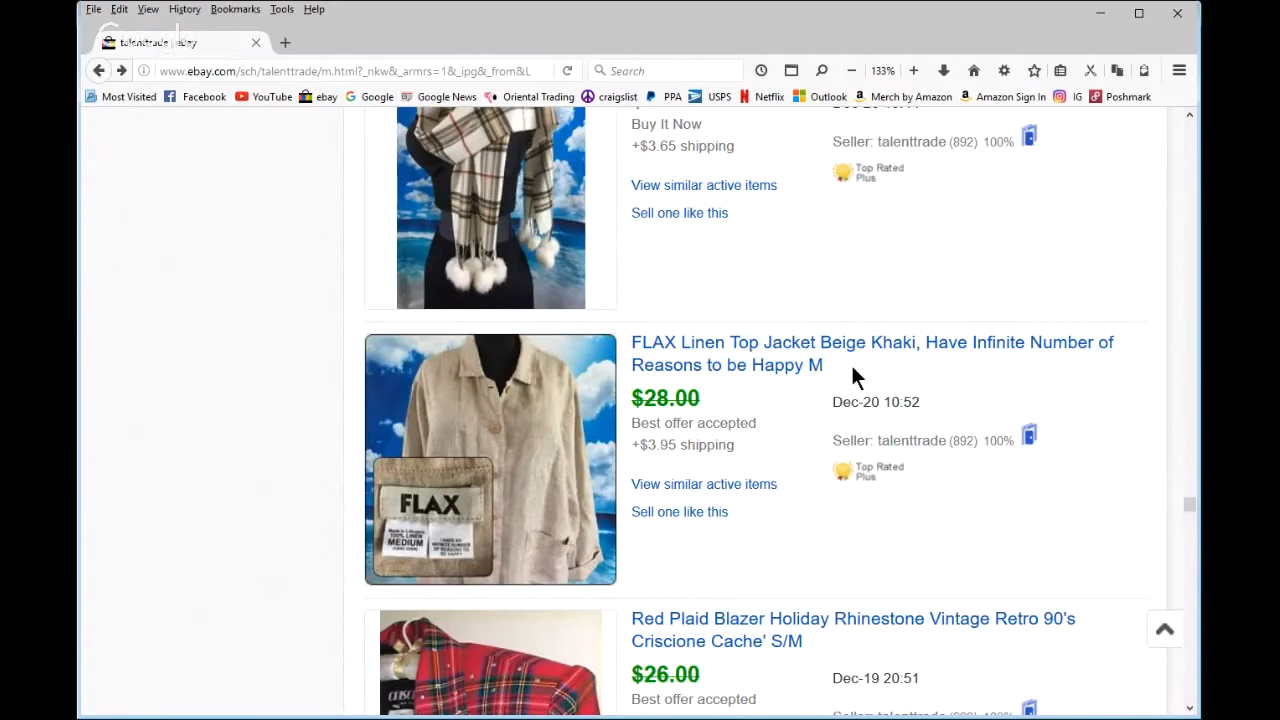 File Edit View History Bookmarks Tools Help
talenttrade | eBay
www.ebay.com/sch/talenttrade/m.html?_nkw&_armrs=1&_ipg&_from&L
Search
133%
Most Visited Facebook YouTube ebay Google Google News Oriental Trading craigslist PPA USPS Netflix Outlook Merch by Amazon Amazon Sign In IG Poshmark
Buy It Now
+$3.65 shipping
Seller: talenttrade (892) 100%
Top Rated
Plus
View similar active items
Sell one like this
FLAX Linen Top Jacket Beige Khaki, Have Infinite Number of
Reasons to be Happy M
$28.00
Dec-20 10:52
Best offer accepted
+$3.95 shipping
Seller: talenttrade (892) 100%
Top Rated
Plus
View similar active items
Sell one like this
FLAX
100% LINEN
MEDIUM
Red Plaid Blazer Holiday Rhinestone Vintage Retro 90's
Criscione Cache' S/M
$26.00
Dec-19 20:51
Best offer accepted